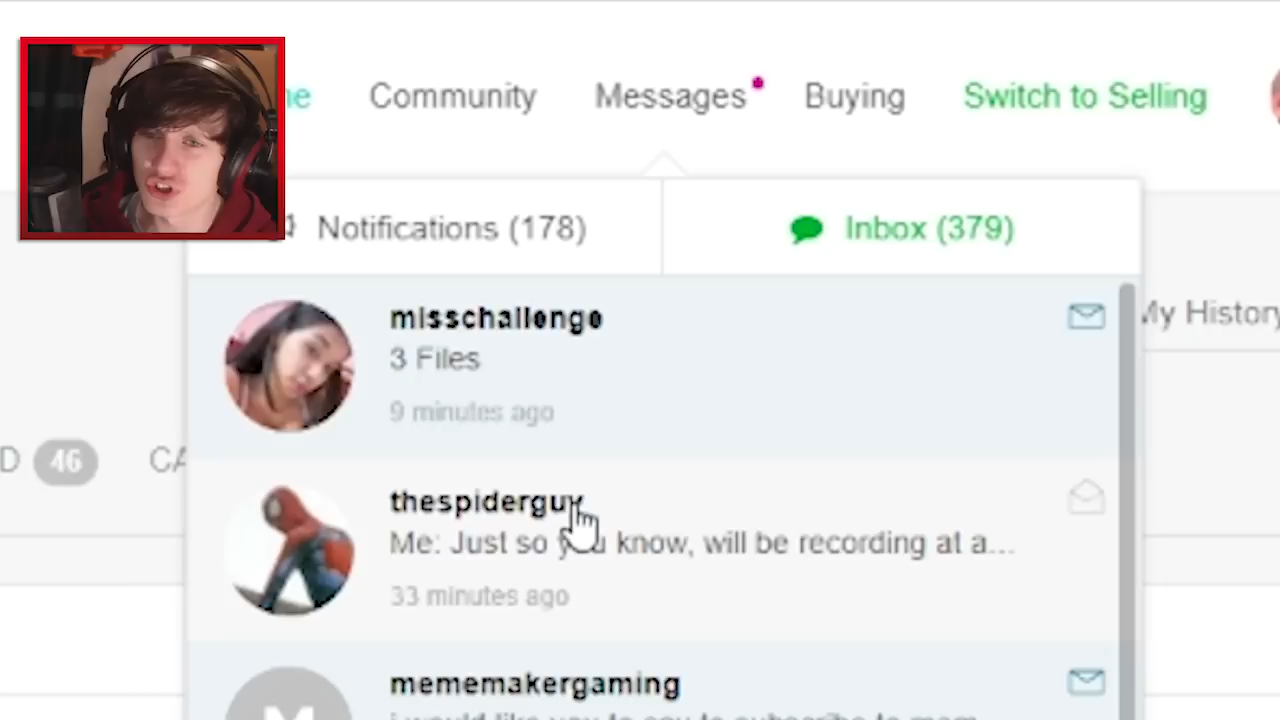 Community Messages Buying Switch to Selling
Notifications (178) Inbox (379)
misschallenge
3 Files
9 minutes ago
My History
46
thespiderguy
Me: Just so you know, will be recording at a...
33 minutes ago
mememakergaming
M